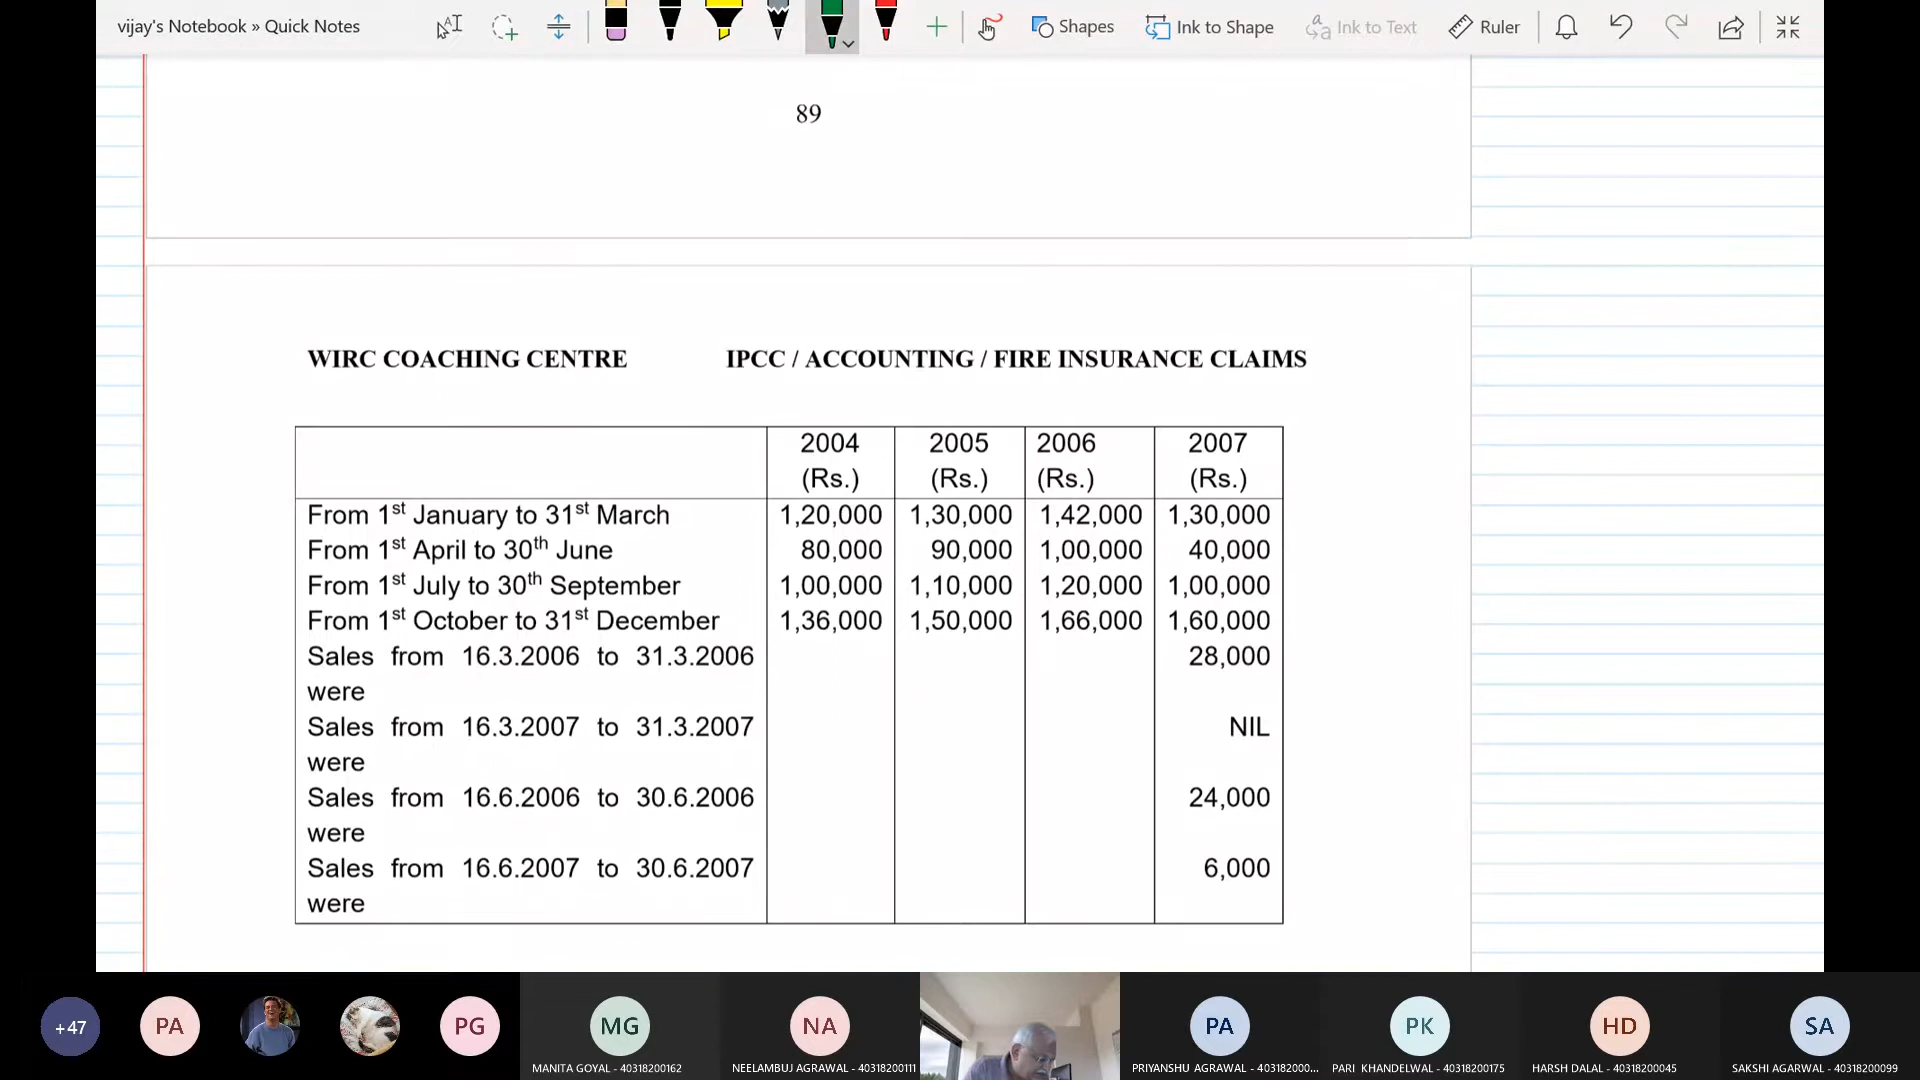 vijay's Notebook » Quick Notes
Shapes
Ink to Shape
Ink to Text
Ruler
89
WIRC COACHING CENTRE IPCC / ACCOUNTING / FIRE INSURANCE CLAIMS
2004 2005 2006 2007
(Rs.) (Rs.) (Rs.) (Rs.)
From 1st January to 31st March 1,20,000 1,30,000 1,42,000 1,30,000
From 1st April to 30th June 80,000 90,000 1,00,000 40,000
From 1st July to 30th September 1,00,000 1,10,000 1,20,000 1,00,000
From 1st October to 31st December 1,36,000 1,50,000 1,66,000 1,60,000
Sales from 16.3.2006 to 31.3.2006 28,000
were
Sales from 16.3.2007 to 31.3.2007 NIL
were
Sales from 16.6.2006 to 30.6.2006 24,000
were
Sales from 16.6.2007 to 30.6.2007 6,000
were
+47 PA PG MG NA PA PK HD SA
MANITA GOYAL - 40318200162
NEELAMBUJ AGRAWAL - 40318200111
PRIYANSHU AGRAWAL - 403182000...
PARI KHANDELWAL - 40318200175
HARSH DALAL - 40318200045
SAKSHI AGARWAL - 40318200099